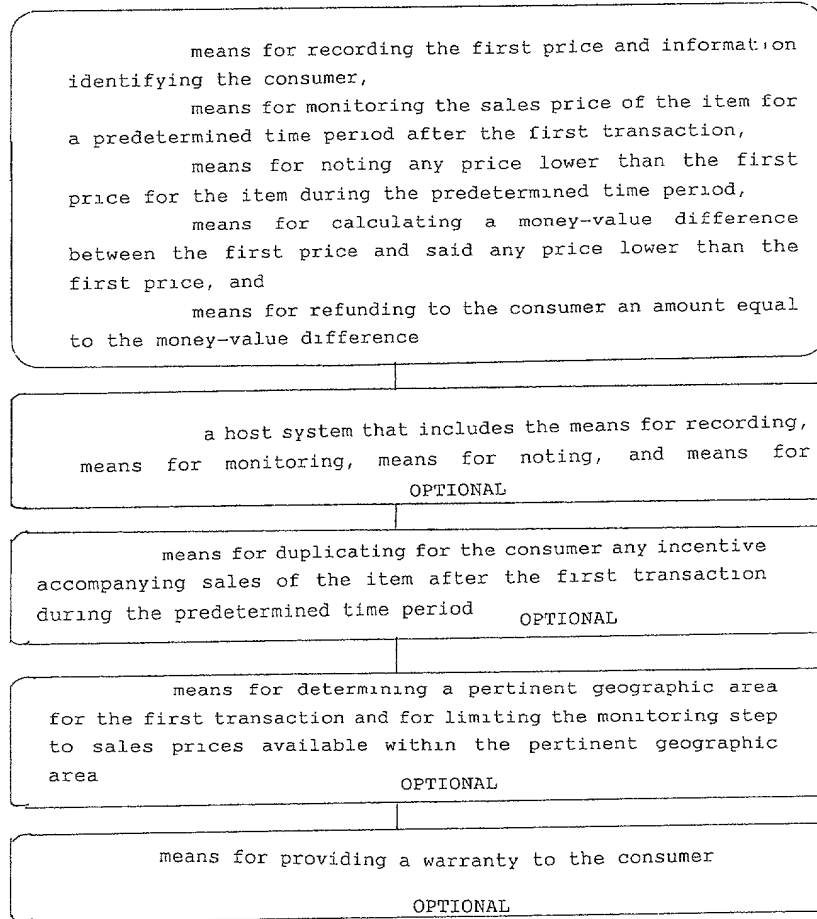 means for recording the first price and information
identifying the consumer,
means for monitoring the sales price of the item for
a predetermined time period after the first transaction,
means for noting any price lower than the first
price for the item during the predetermined time period,
means for calculating a money-value difference
between the first price and said any price lower than the
first price, and
means for refunding to the consumer an amount equal
to the money-value difference
a host system that includes the means for recording,
means for monitoring, means for noting, and means for
OPTIONAL
means for duplicating for the consumer any incentive
accompanying sales of the item after the first transaction
during the predetermined time period OPTIONAL
means for determining a pertinent geographic area
for the first transaction and for limiting the monitoring step
to sales prices available within the pertinent geographic
area OPTIONAL
means for providing a warranty to the consumer
OPTIONAL